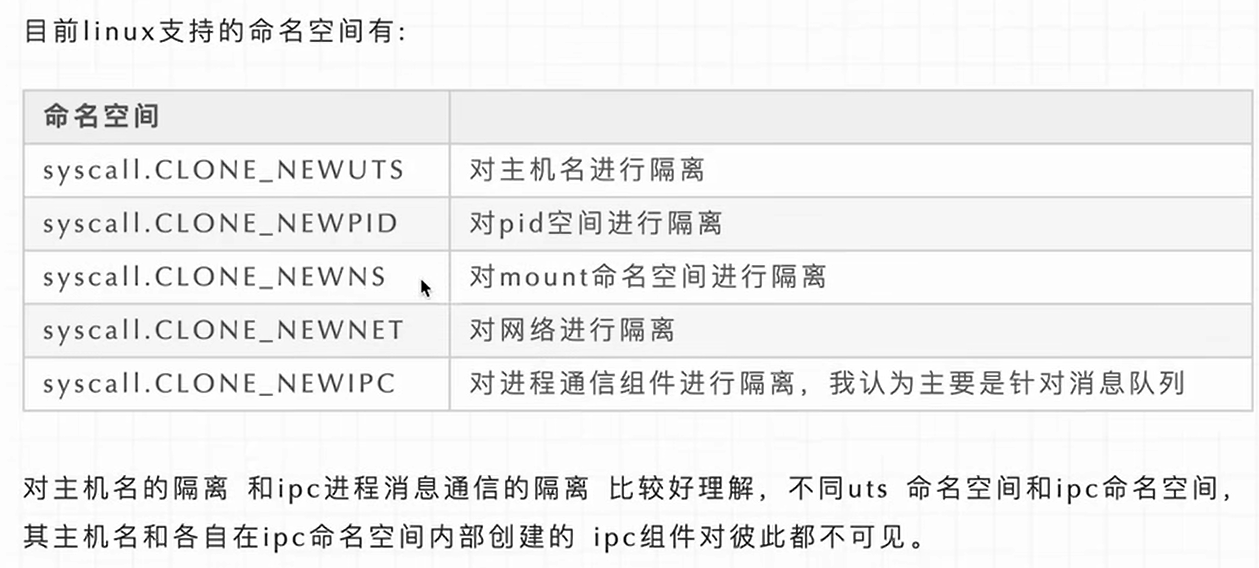 目前linux支持的命名空间有:
命名空间
syscall.CLONE_NEWUTS 对主机名进行隔离
syscall.CLONE_NEWPID 对pid空间进行隔离
syscall.CLONE_NEWNS 对mount命名空间进行隔离
syscall.CLONE_NEWNET 对网络进行隔离
syscall.CLONE_NEWIPC 对进程通信组件进行隔离，我认为主要是针对消息队列
对主机名的隔离 和ipc进程消息通信的隔离 比较好理解，不同uts 命名空间和ipc命名空间，
其主机名和各自在ipc命名空间内部创建的 ipc组件对彼此都不可见。